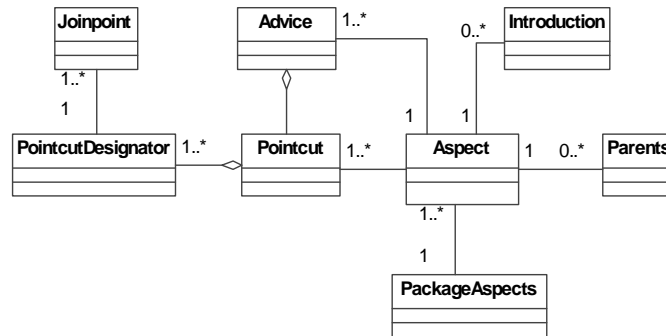 Joinpoint
Advice
1..*
Introduction
0..*
1..*
1
1
1
PointcutDesignator
1..*
Pointcut
1..*
Aspect
1
0..*
Parents
1..*
1
PackageAspects